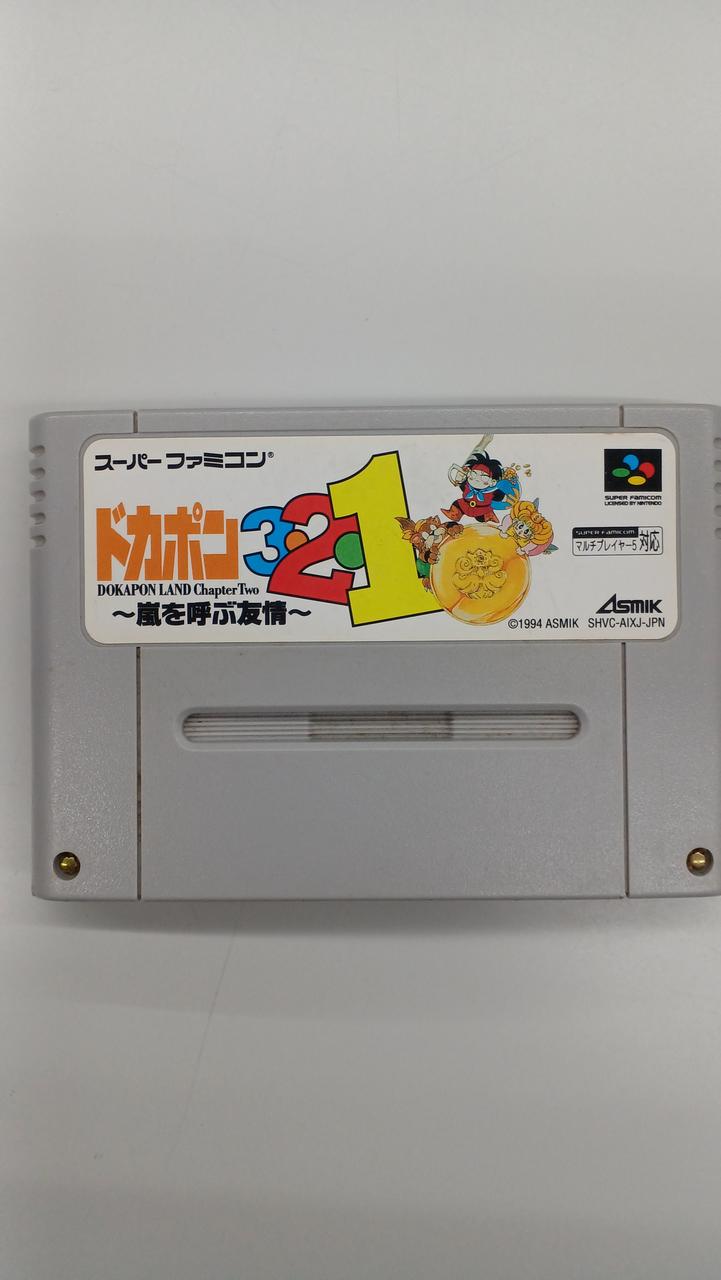 スーパーファミコン®
ドカポン3・2・1
DOKAPON LAND Chapter Two
～嵐を呼ぶ友情～
SUPER FAMICOM
LICENSED BY NINTENDO
SUPER FAMICOM
マルチプレイヤー5 対応
ASMIK
©1994 ASMIK SHVC-AIXJ-JPN